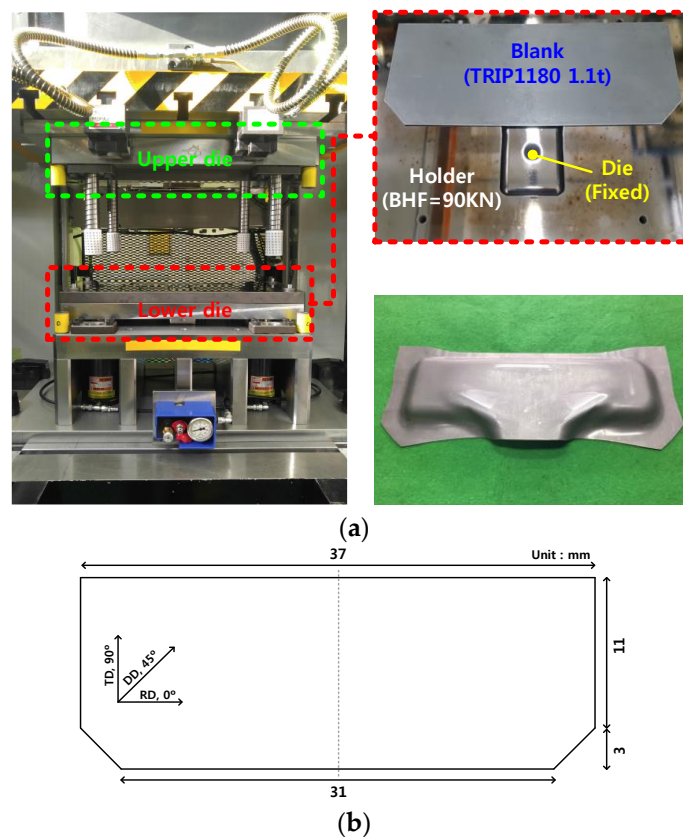 Upper die
Lower die
Blank
(TRIP1180 1.1t)
Holder
(BHF=90KN)
Die
(Fixed)
(a)
37
Unit : mm
TD, 90°
DD, 45°
RD, 0°
11
3
31
(b)